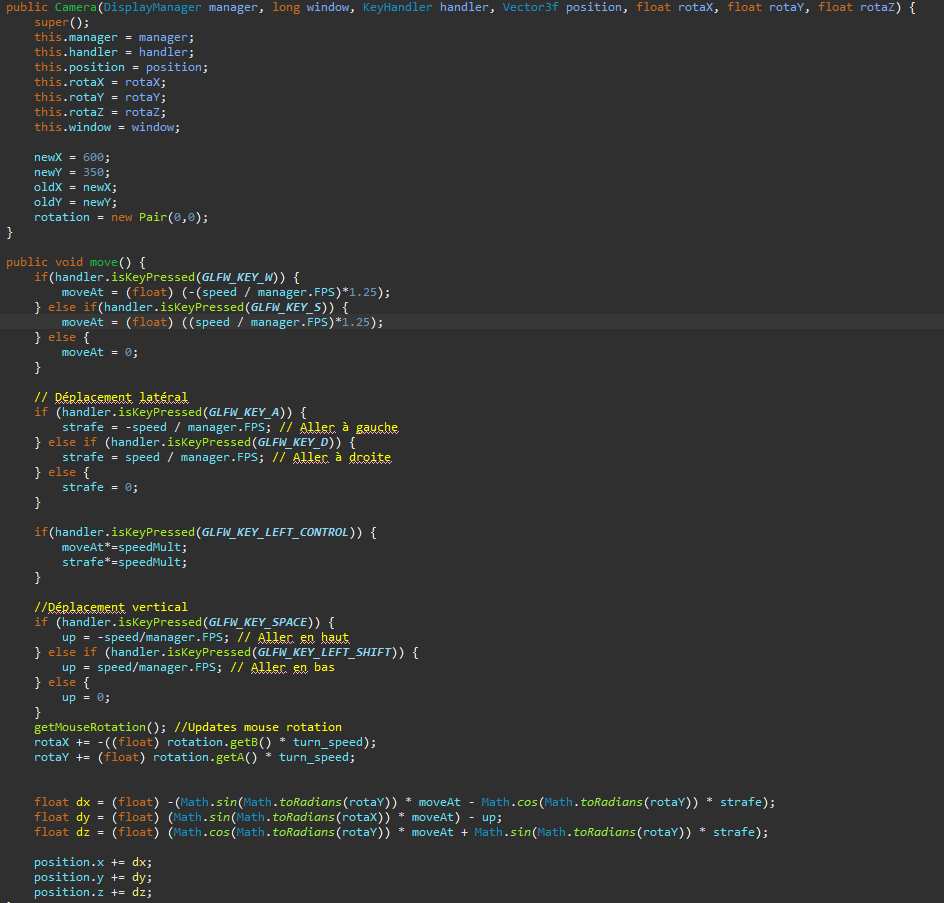 public Camera(DisplayManager manager, long window, KeyHandler handler, Vector3f position, float rotaX, float rotaY, float rotaZ) {
    super();
    this.manager = manager;
    this.handler = handler;
    this.position = position;
    this.rotaX = rotaX;
    this.rotaY = rotaY;
    this.rotaZ = rotaZ;
    this.window = window;

    newX = 600;
    newY = 350;
    oldX = newX;
    oldY = newY;
    rotation = new Pair(0,0);
}

public void move() {
    if(handler.isKeyPressed(GLFW_KEY_W)) {
        moveAt = (float) (-(speed / manager.FPS)*1.25);
    } else if(handler.isKeyPressed(GLFW_KEY_S)) {
        moveAt = (float) ((speed / manager.FPS)*1.25);
    } else {
        moveAt = 0;
    }

    // Déplacement latéral
    if (handler.isKeyPressed(GLFW_KEY_A)) {
        strafe = -speed / manager.FPS; // Aller à gauche
    } else if (handler.isKeyPressed(GLFW_KEY_D)) {
        strafe = speed / manager.FPS; // Aller à droite
    } else {
        strafe = 0;
    }

    if(handler.isKeyPressed(GLFW_KEY_LEFT_CONTROL)) {
        moveAt*=speedMult;
        strafe*=speedMult;
    }

    //Déplacement vertical
    if (handler.isKeyPressed(GLFW_KEY_SPACE)) {
        up = -speed/manager.FPS; // Aller en haut
    } else if (handler.isKeyPressed(GLFW_KEY_LEFT_SHIFT)) {
        up = speed/manager.FPS; // Aller en bas
    } else {
        up = 0;
    }
    getMouseRotation(); //Updates mouse rotation
    rotaX += -((float) rotation.getB() * turn_speed);
    rotaY += (float) rotation.getA() * turn_speed;

    float dx = (float) -(Math.sin(Math.toRadians(rotaY)) * moveAt - Math.cos(Math.toRadians(rotaY)) * strafe);
    float dy = (float) (Math.sin(Math.toRadians(rotaX)) * moveAt) - up;
    float dz = (float) (Math.cos(Math.toRadians(rotaY)) * moveAt + Math.sin(Math.toRadians(rotaY)) * strafe);

    position.x += dx;
    position.y += dy;
    position.z += dz;